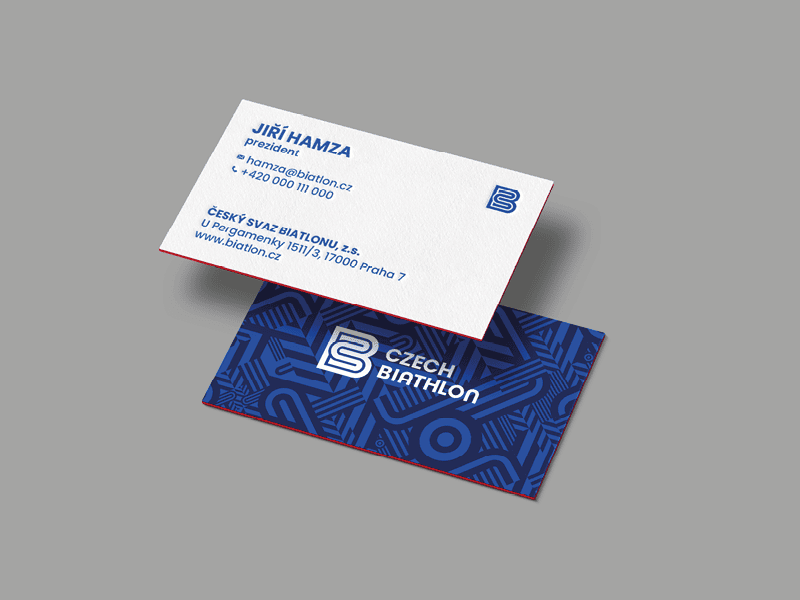 JIŘÍ HAMZA
prezident
hamza@biatlon.cz
+420 000 111 000
ČESKÝ SVAZ BIATLONU, z.s.
U Pergamenky 1511/3, 17000 Praha 7
www.biatlon.cz
CZECH
BIATHLON